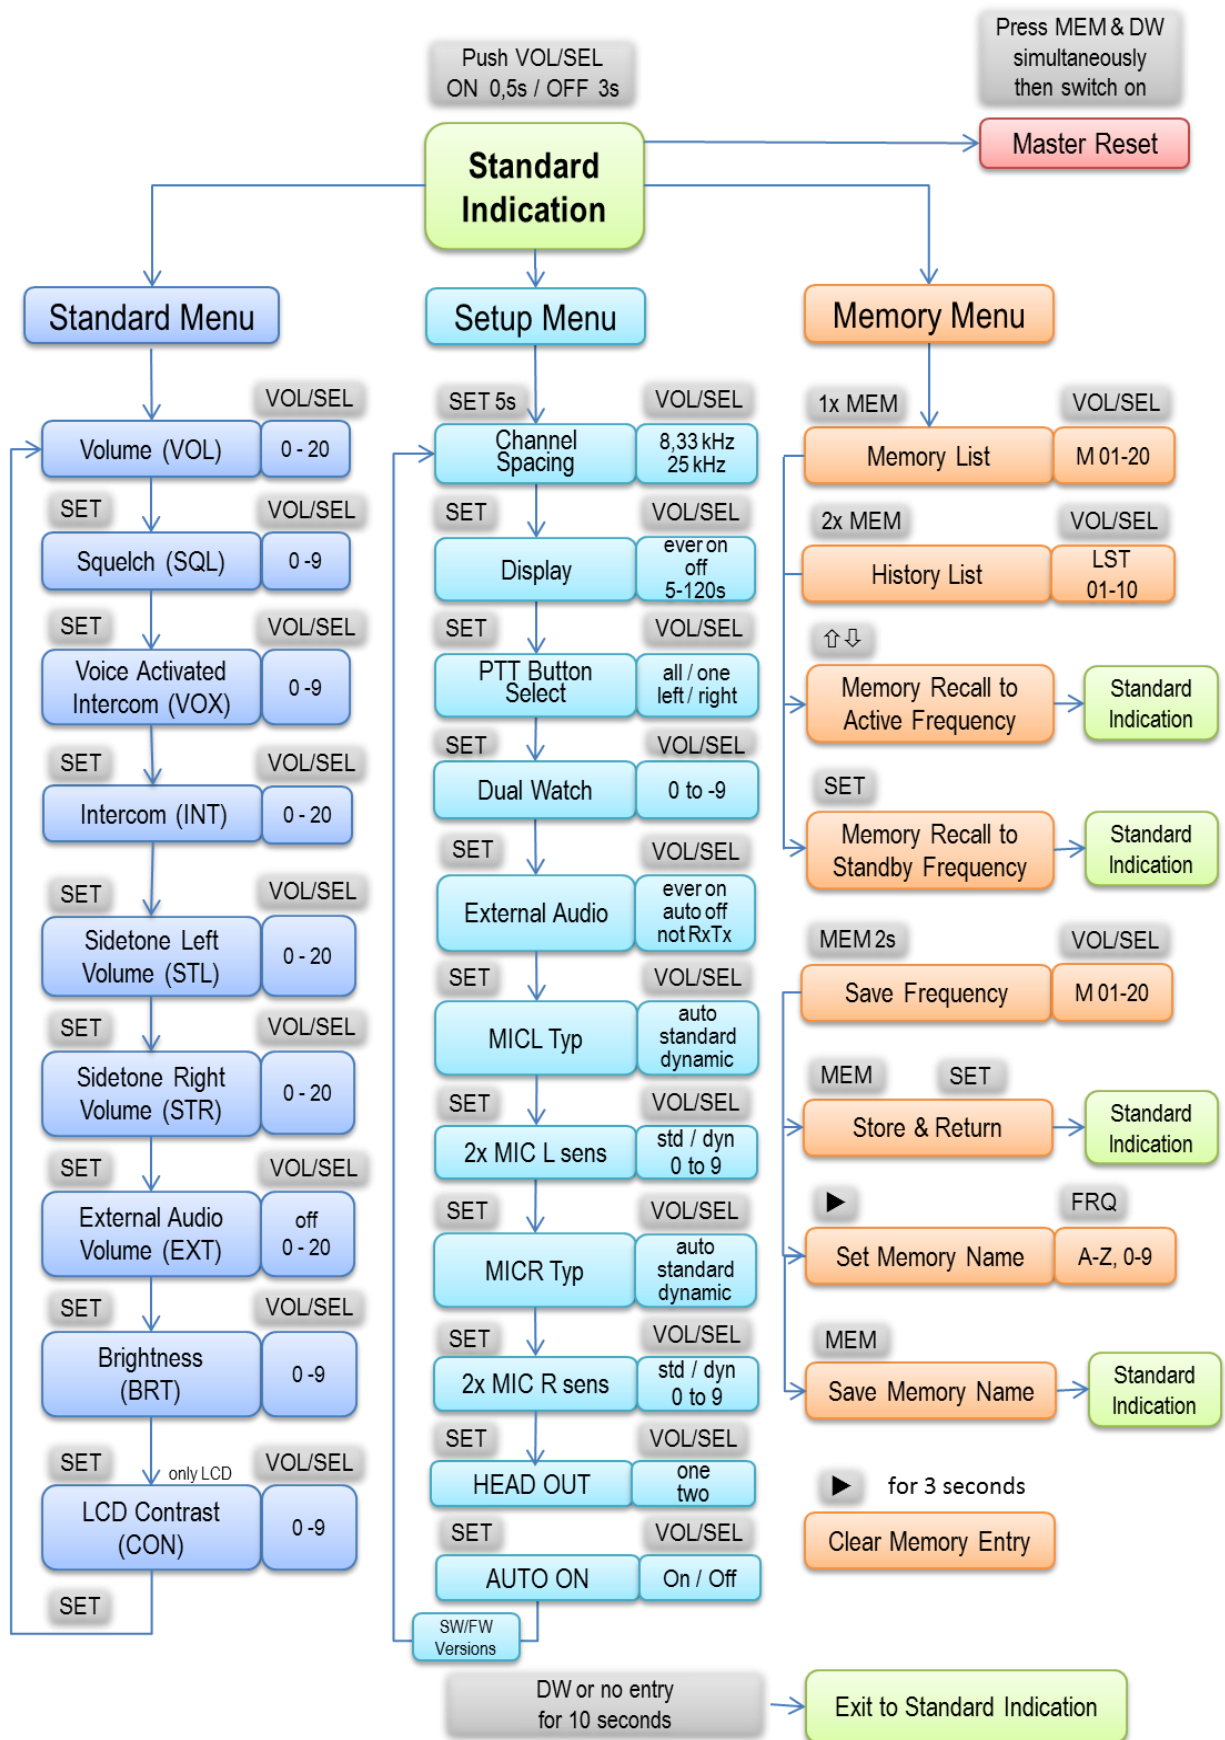 Push VOL/SEL
ON 0,5s / OFF 3s
Press MEM & DW
simultaneously
then switch on
Master Reset
Standard
Indication
Standard Menu
VOL/SEL
Volume (VOL)
0 - 20
SET
VOL/SEL
Squelch (SQL)
0 -9
SET
VOL/SEL
Voice Activated
Intercom (VOX)
0 -9
SET
VOL/SEL
Intercom (INT)
0 - 20
SET
VOL/SEL
Sidetone Left
Volume (STL)
0 - 20
SET
VOL/SEL
Sidetone Right
Volume (STR)
0 - 20
SET
VOL/SEL
External Audio
Volume (EXT)
off
0 - 20
SET
VOL/SEL
Brightness
(BRT)
0 -9
SET
only LCD
VOL/SEL
LCD Contrast
(CON)
0 -9
SET
Setup Menu
SET 5s
VOL/SEL
Channel
Spacing
8,33 kHz
25 kHz
SET
VOL/SEL
Display
ever on
off
5-120s
SET
VOL/SEL
PTT Button
Select
all / one
left / right
SET
VOL/SEL
Dual Watch
0 to -9
SET
VOL/SEL
External Audio
ever on
auto off
not RxTx
SET
VOL/SEL
MICL Typ
auto
standard
dynamic
SET
VOL/SEL
2x MIC L sens
std / dyn
0 to 9
SET
VOL/SEL
MICR Typ
auto
standard
dynamic
SET
VOL/SEL
2x MIC R sens
std / dyn
0 to 9
SET
VOL/SEL
HEAD OUT
one
two
SET
VOL/SEL
AUTO ON
On / Off
SW/FW
Versions
Memory Menu
1x MEM
VOL/SEL
Memory List
M 01-20
2x MEM
VOL/SEL
History List
LST
01-10
⇧⇩
Memory Recall to
Active Frequency
Standard
Indication
SET
Memory Recall to
Standby Frequency
Standard
Indication
MEM 2s
VOL/SEL
Save Frequency
M 01-20
MEM
SET
Store & Return
Standard
Indication
▶
FRQ
Set Memory Name
A-Z, 0-9
MEM
Save Memory Name
Standard
Indication
▶ for 3 seconds
Clear Memory Entry
DW or no entry
for 10 seconds
Exit to Standard Indication